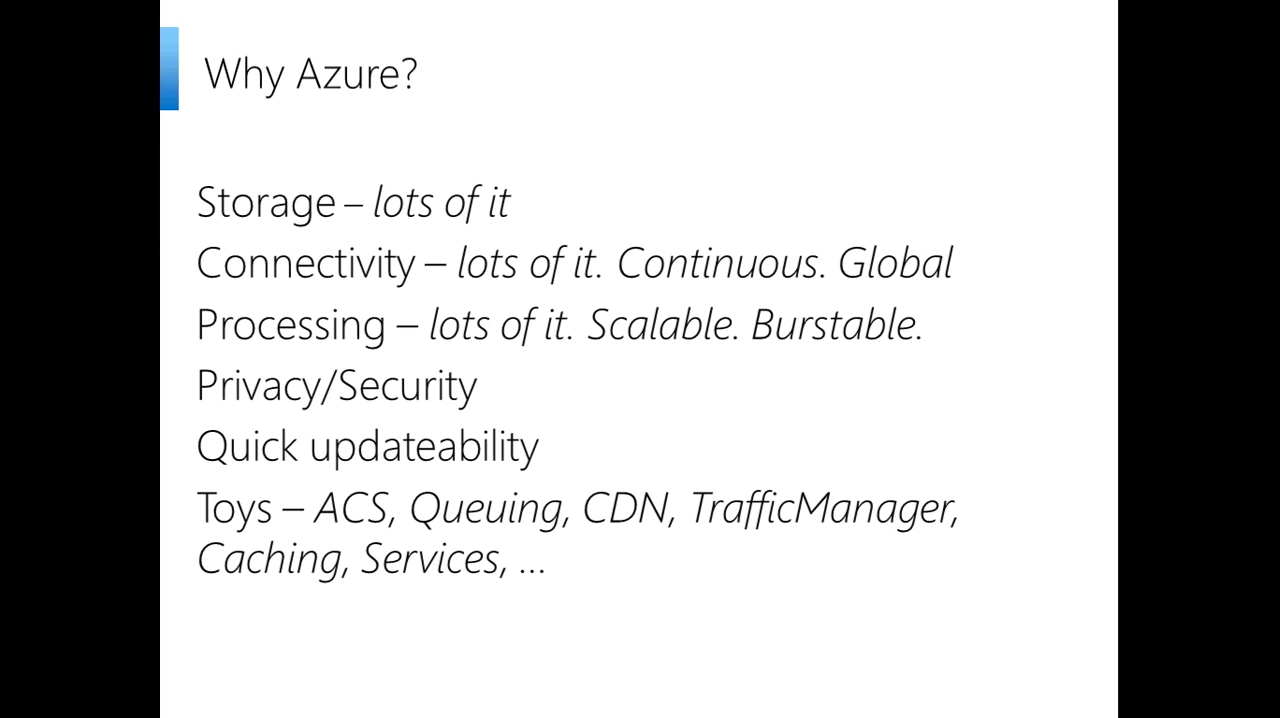 Why Azure?
Storage – lots of it
Connectivity – lots of it. Continuous. Global
Processing – lots of it. Scalable. Burstable.
Privacy/Security
Quick updateability
Toys – ACS, Queuing, CDN, TrafficManager,
Caching, Services, ...